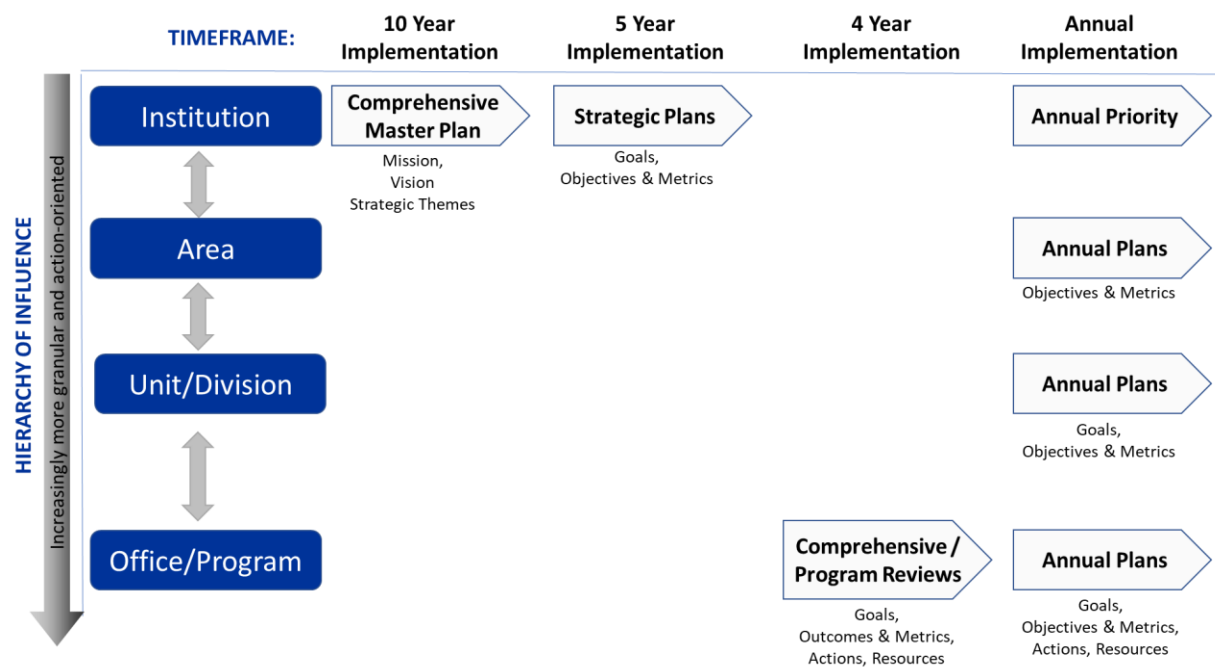 TIMEFRAME:
10 Year
Implementation
5 Year
Implementation
4 Year
Implementation
Annual
Implementation
HIERARCHY OF INFLUENCE
Increasingly more granular and action-oriented
Institution
Comprehensive
Master Plan
Mission,
Vision
Strategic Themes
Strategic Plans
Goals,
Objectives & Metrics
Annual Priority
Area
Annual Plans
Objectives & Metrics
Unit/Division
Annual Plans
Goals,
Objectives & Metrics
Office/Program
Comprehensive /
Program Reviews
Goals,
Outcomes & Metrics,
Actions, Resources
Annual Plans
Goals,
Objectives & Metrics,
Actions, Resources